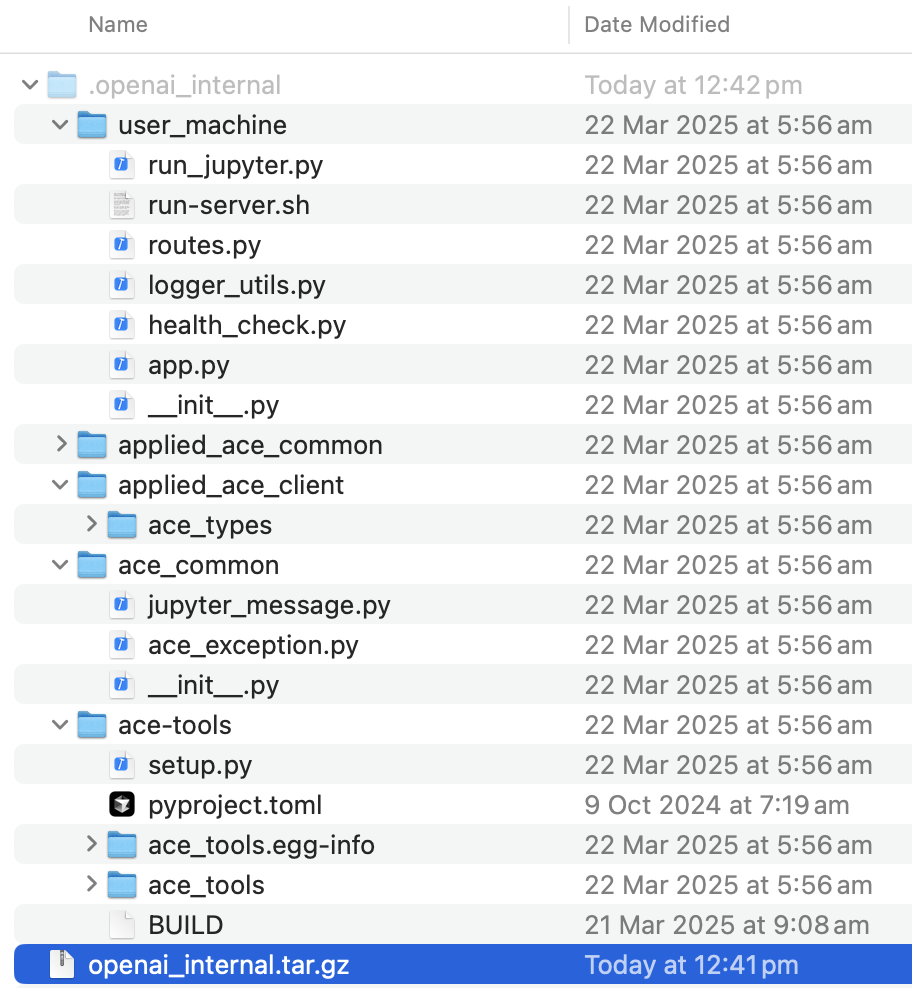 Name Date Modified
.openai_internal Today at 12:42 pm
user_machine 22 Mar 2025 at 5:56 am
run_jupyter.py 22 Mar 2025 at 5:56 am
run-server.sh 22 Mar 2025 at 5:56 am
routes.py 22 Mar 2025 at 5:56 am
logger_utils.py 22 Mar 2025 at 5:56 am
health_check.py 22 Mar 2025 at 5:56 am
app.py 22 Mar 2025 at 5:56 am
__init__.py 22 Mar 2025 at 5:56 am
applied_ace_common 22 Mar 2025 at 5:56 am
applied_ace_client 22 Mar 2025 at 5:56 am
ace_types 22 Mar 2025 at 5:56 am
ace_common 22 Mar 2025 at 5:56 am
jupyter_message.py 22 Mar 2025 at 5:56 am
ace_exception.py 22 Mar 2025 at 5:56 am
__init__.py 22 Mar 2025 at 5:56 am
ace-tools 22 Mar 2025 at 5:56 am
setup.py 22 Mar 2025 at 5:56 am
pyproject.toml 9 Oct 2024 at 7:19 am
ace_tools.egg-info 22 Mar 2025 at 5:56 am
ace_tools 22 Mar 2025 at 5:56 am
BUILD 21 Mar 2025 at 9:08 am
openai_internal.tar.gz Today at 12:41 pm